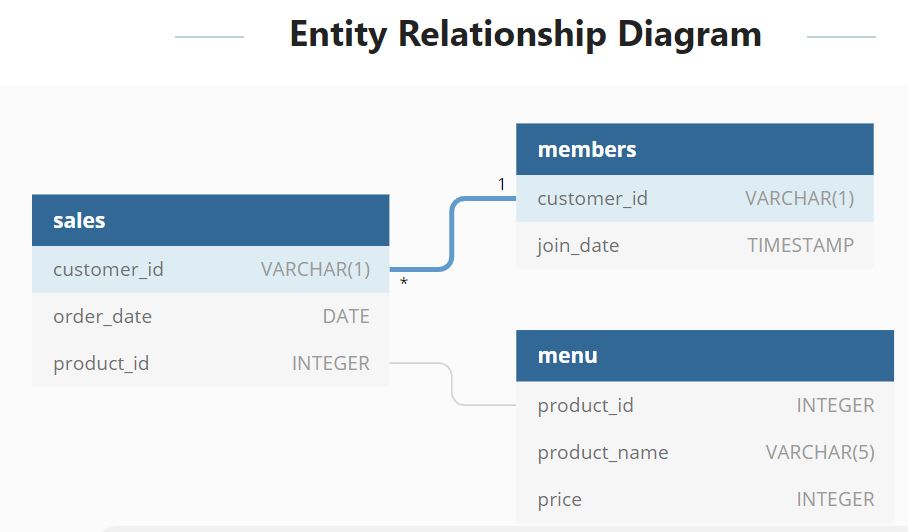 Entity Relationship Diagram
members
1
customer_id VARCHAR(1)
join_date TIMESTAMP
sales
customer_id VARCHAR(1)
*
order_date DATE
product_id INTEGER
menu
product_id INTEGER
product_name VARCHAR(5)
price INTEGER